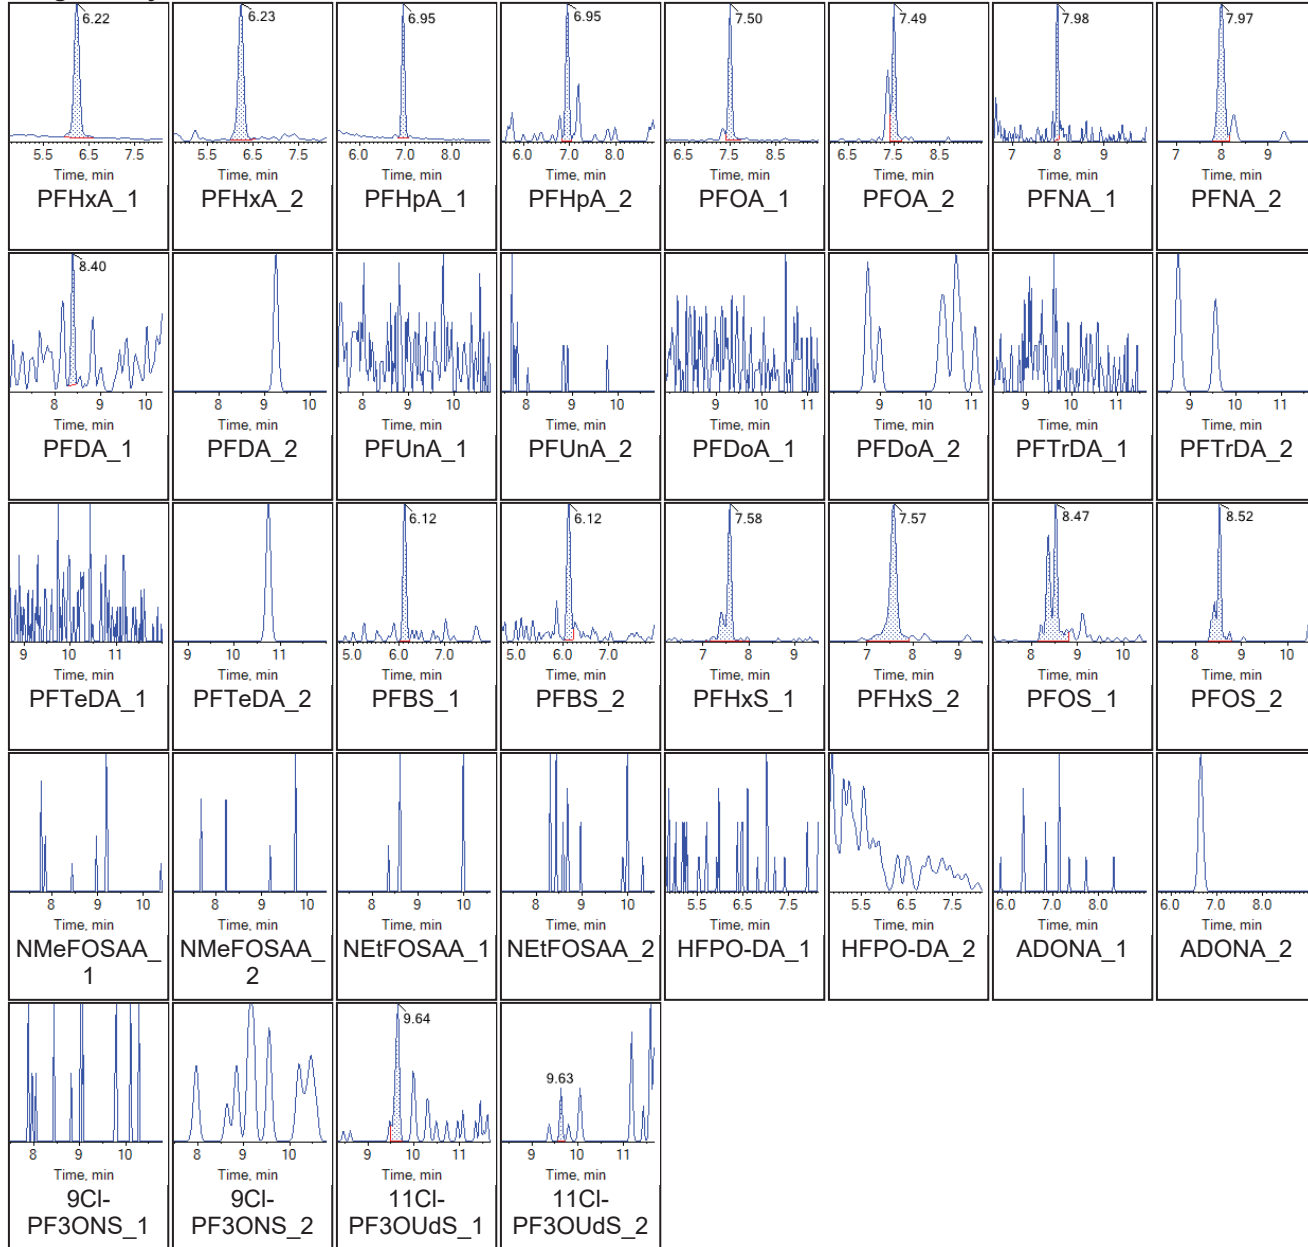 6.22 6.23 6.95 6.95 7.50 7.49 7.98 7.97
5.5 6.5 7.5 5.5 6.5 7.5 6.0 7.0 8.0 6.0 7.0 8.0 6.5 7.5 8.5 6.5 7.5 8.5 7 8 9 7 8 9
Time, min Time, min Time, min Time, min Time, min Time, min Time, min Time, min
PFHxA_1 PFHxA_2 PFHpA_1 PFHpA_2 PFOA_1 PFOA_2 PFNA_1 PFNA_2
8.40
8 9 10 8 9 10 8 9 10 8 9 10 9 10 11 9 10 11 9 10 11 9 10 11
Time, min Time, min Time, min Time, min Time, min Time, min Time, min Time, min
PFDA_1 PFDA_2 PFUnA_1 PFUnA_2 PFDoA_1 PFDoA_2 PFTrDA_1 PFTrDA_2
6.12 6.12 7.58 7.57 8.47 8.52
9 10 11 9 10 11 5.0 6.0 7.0 5.0 6.0 7.0 7 8 9 7 8 9 8 9 10 8 9 10
Time, min Time, min Time, min Time, min Time, min Time, min Time, min Time, min
PFTeDA_1 PFTeDA_2 PFBS_1 PFBS_2 PFHxS_1 PFHxS_2 PFOS_1 PFOS_2
8 9 10 8 9 10 8 9 10 8 9 10 5.5 6.5 7.5 5.5 6.5 7.5 6.0 7.0 8.0 6.0 7.0 8.0
Time, min Time, min Time, min Time, min Time, min Time, min Time, min Time, min
NMeFOSAA_ NMeFOSAA_ NEtFOSAA_1 NEtFOSAA_2 HFPO-DA_1 HFPO-DA_2 ADONA_1 ADONA_2
1 2
9.64 9.63
8 9 10 8 9 10 9 10 11 9 10 11
Time, min Time, min Time, min Time, min
9Cl- 9Cl- 11Cl- 11Cl-
PF3ONS_1 PF3ONS_2 PF3OUdS_1 PF3OUdS_2